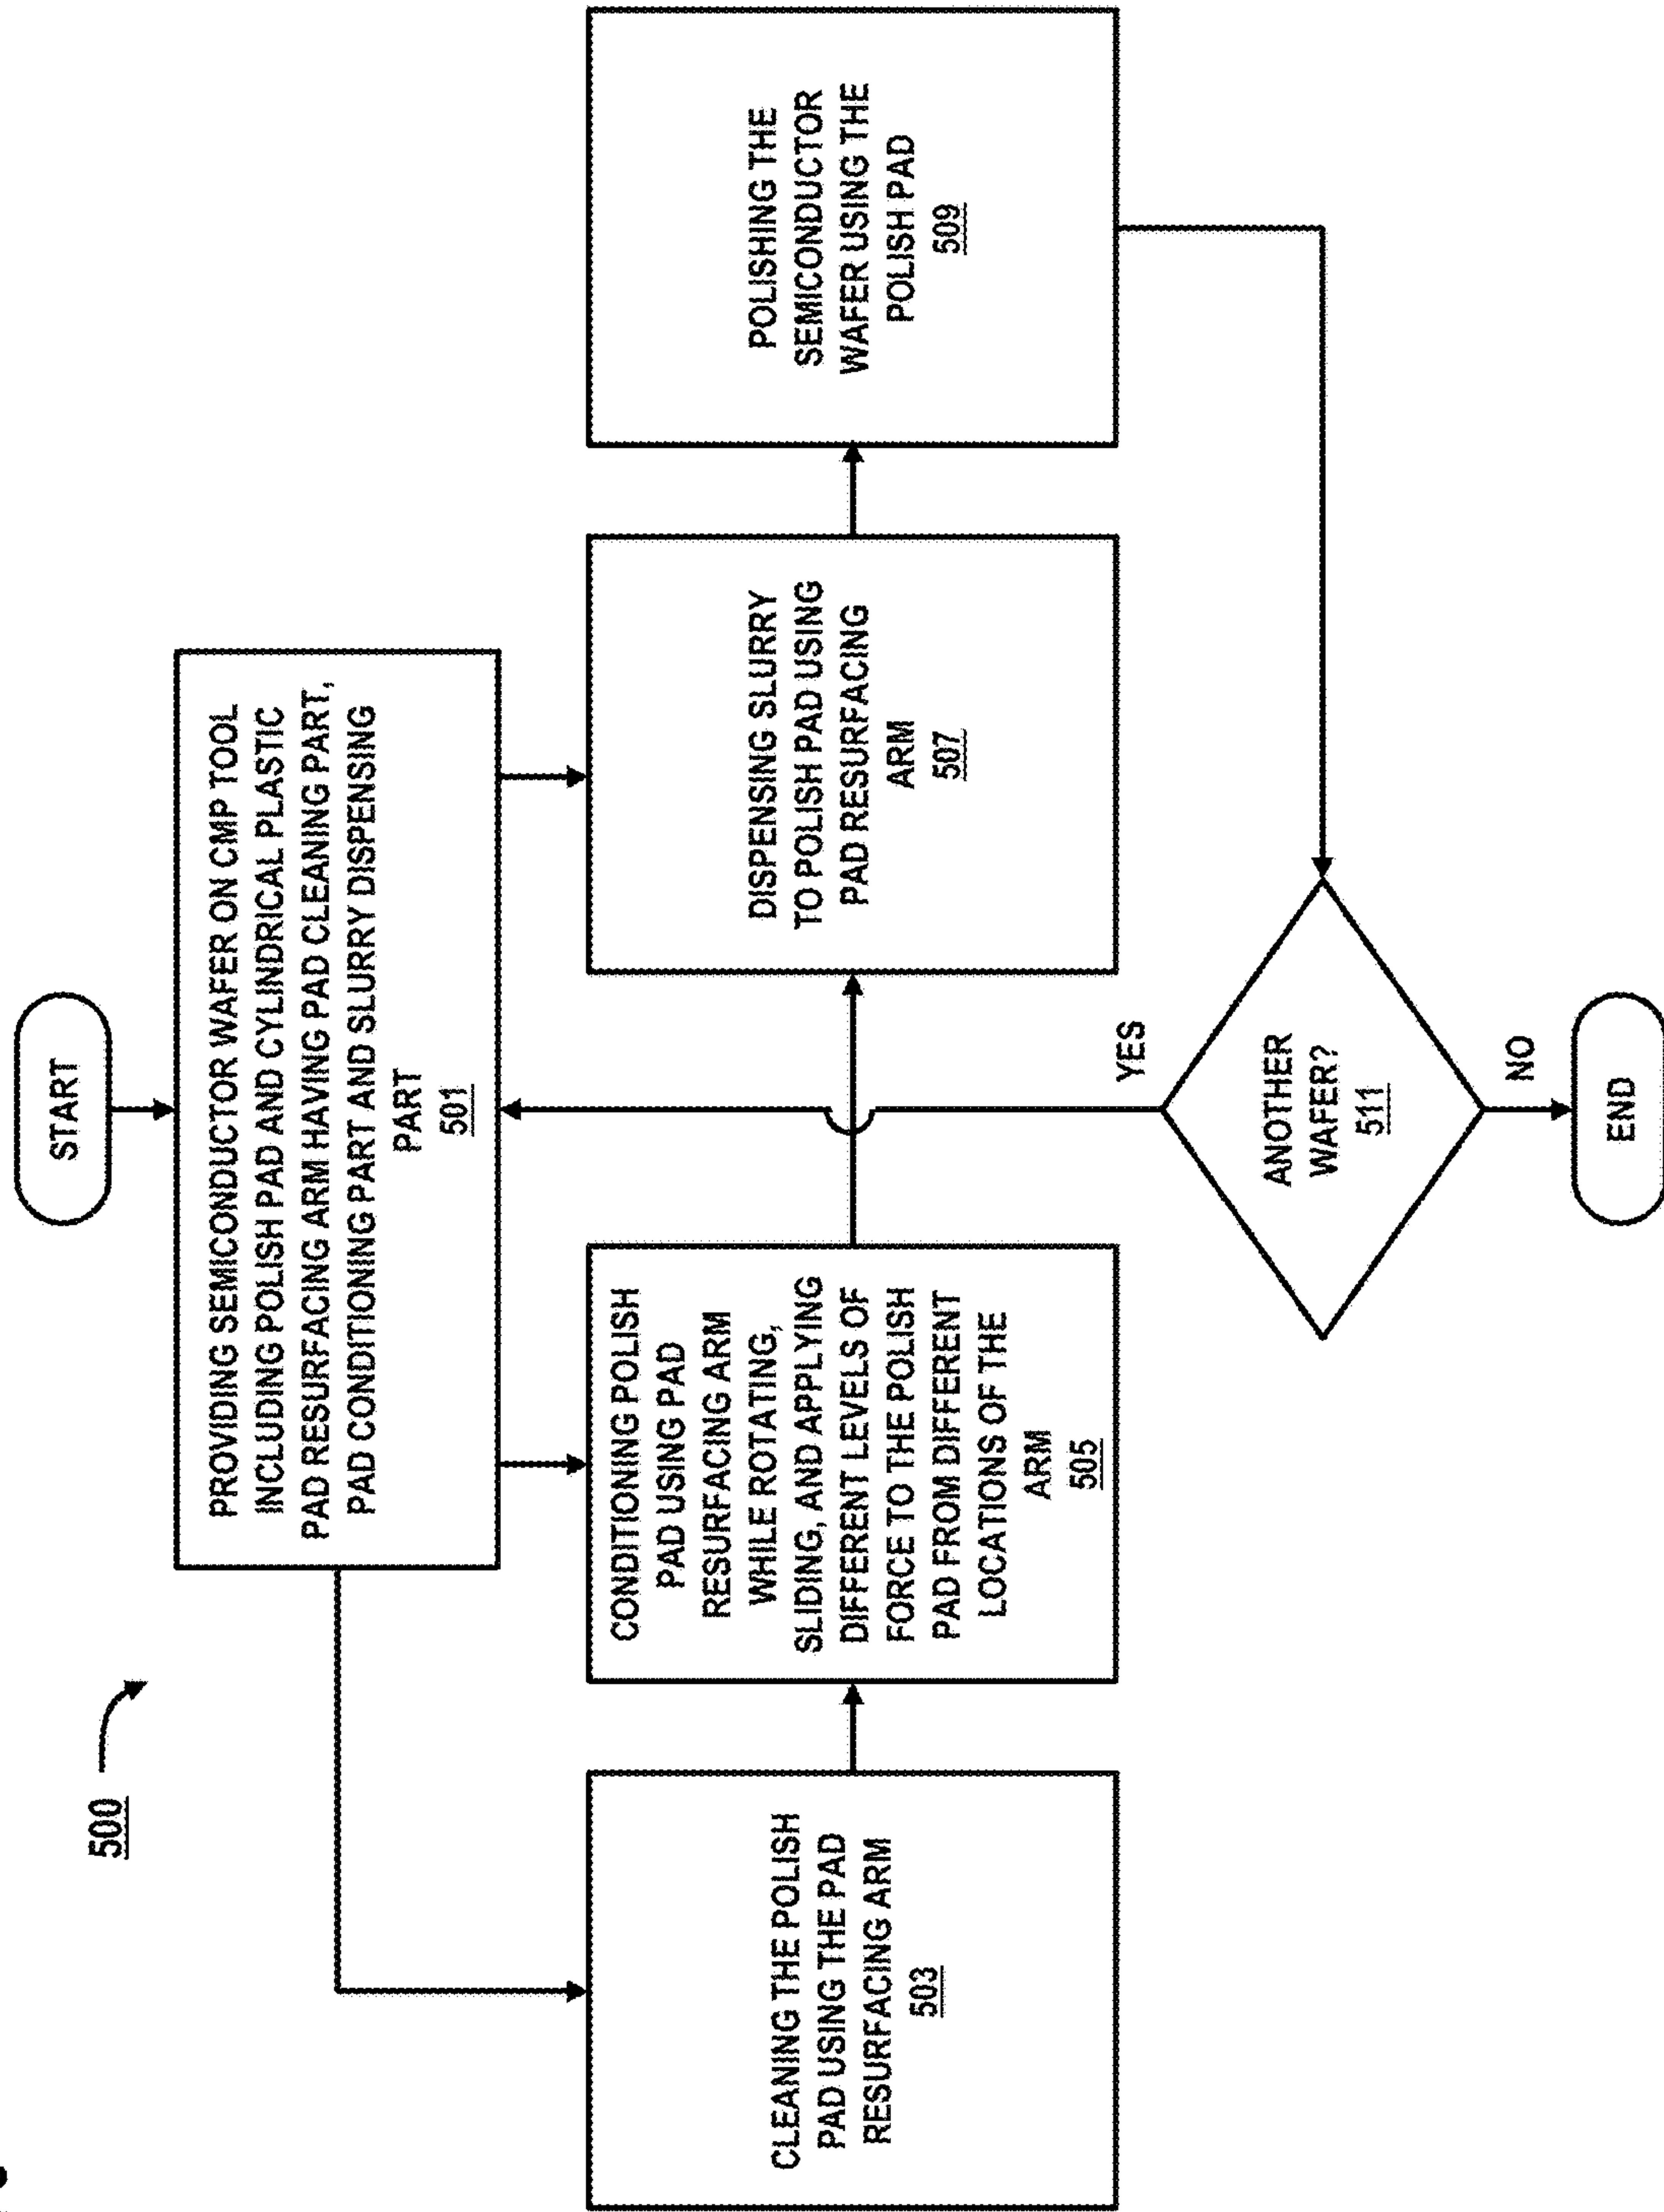 500
START
PROVIDING SEMICONDUCTOR WAFER ON CMP TOOL
INCLUDING POLISH PAD AND CYLINDRICAL PLASTIC
PAD RESURFACING ARM HAVING PAD CLEANING PART,
PAD CONDITIONING PART AND SLURRY DISPENSING
PART
501
CLEANING THE POLISH
PAD USING THE PAD
RESURFACING ARM
503
CONDITIONING POLISH
PAD USING PAD
RESURFACING ARM
WHILE ROTATING,
SLIDING, AND APPLYING
DIFFERENT LEVELS OF
FORCE TO THE POLISH
PAD FROM DIFFERENT
LOCATIONS OF THE
ARM
505
DISPENSING SLURRY
TO POLISH PAD USING
PAD RESURFACING
ARM
507
POLISHING THE
SEMICONDUCTOR
WAFER USING THE
POLISH PAD
509
YES
ANOTHER
WAFER?
511
NO
END